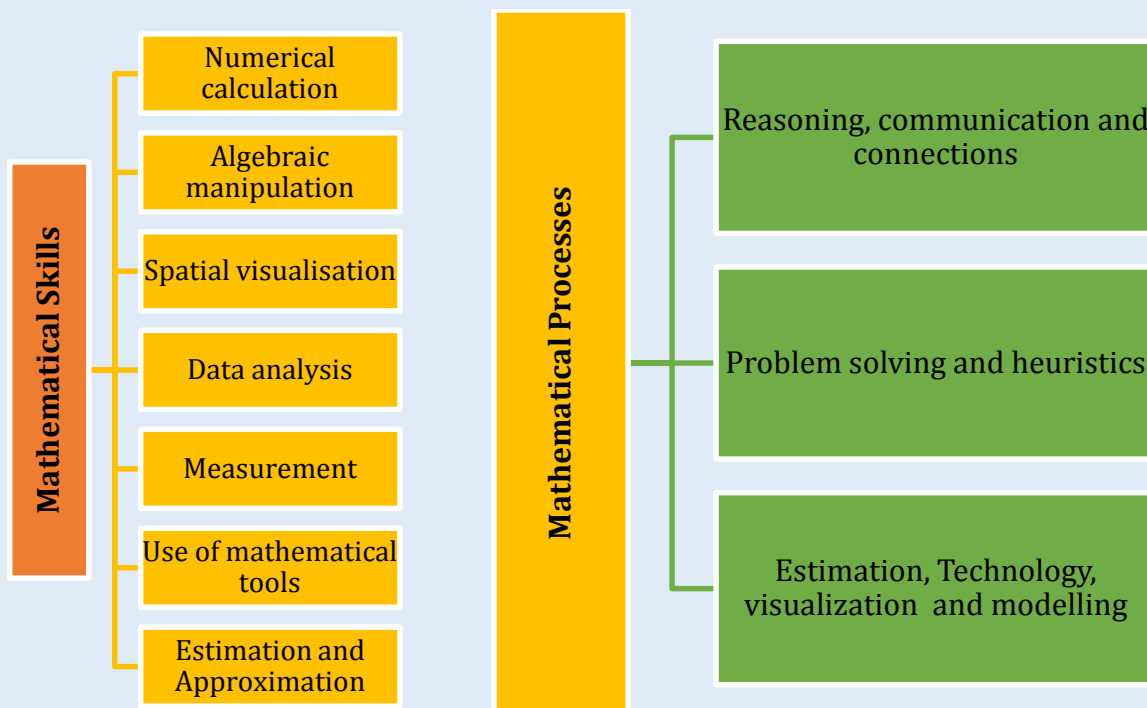 Mathematical Skills
Numerical
calculation
Algebraic
manipulation
Spatial visualisation
Data analysis
Measurement
Use of mathematical
tools
Estimation and
Approximation
Mathematical Processes
Reasoning, communication and
connections
Problem solving and heuristics
Estimation, Technology,
visualization  and modelling